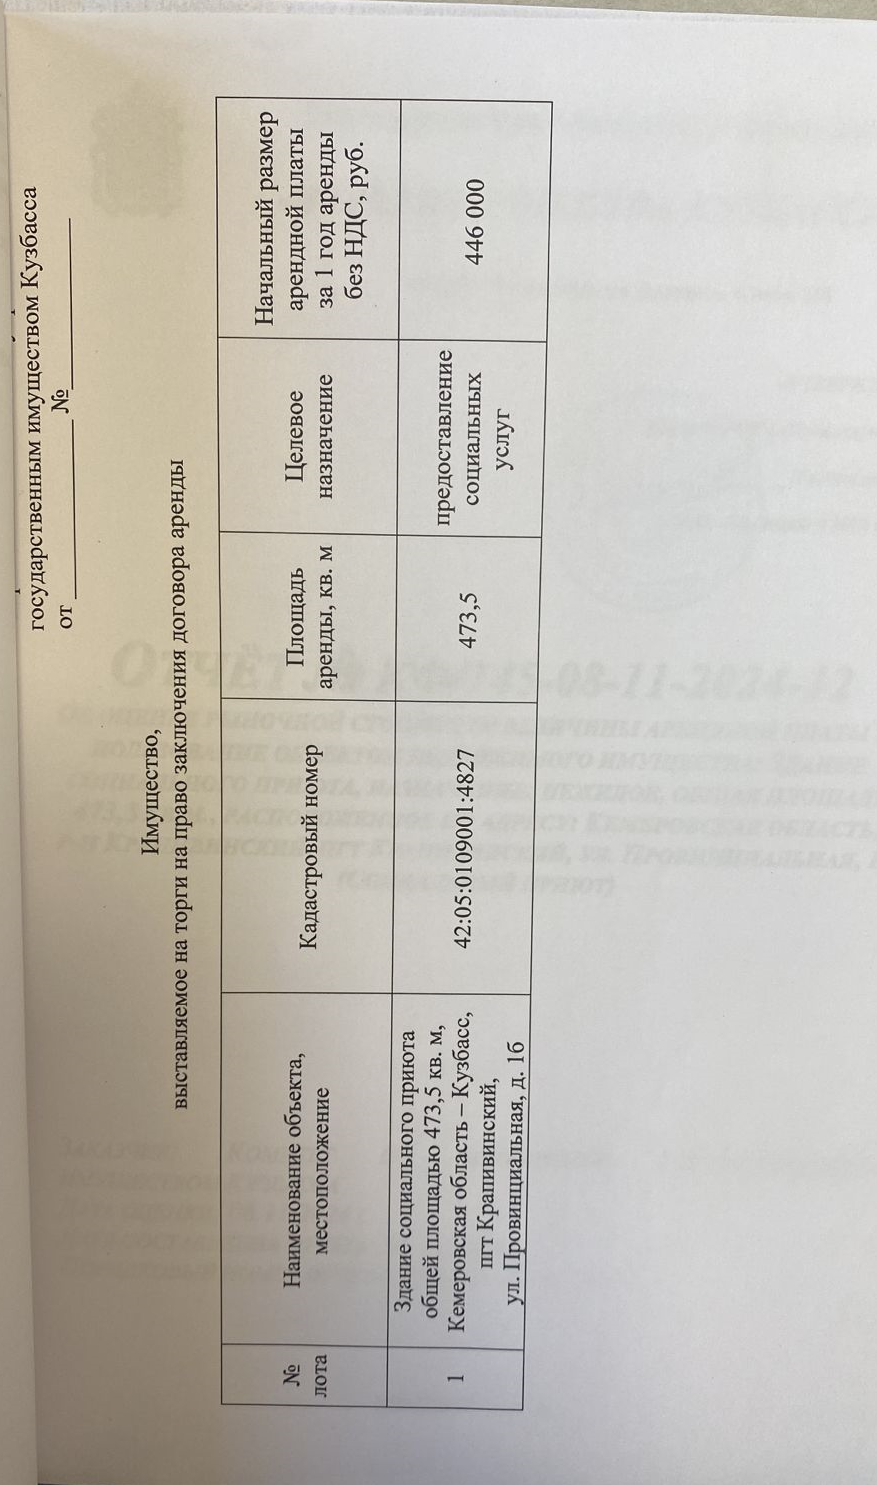 государственным имуществом Кузбасса
от ____________ № ____________
Имущество,
выставляемое на торги на право заключения договора аренды
№
лота
Наименование объекта,
местоположение
Кадастровый номер
Площадь
аренды, кв. м
Целевое
назначение
Начальный размер
арендной платы
за 1 год аренды
без НДС, руб.
1
Здание социального приюта
общей площадью 473,5 кв. м,
Кемеровская область – Кузбасс,
пгт Крапивинский,
ул. Провинциальная, д. 1б
42:05:0109001:4827
473,5
предоставление
социальных
услуг
446 000